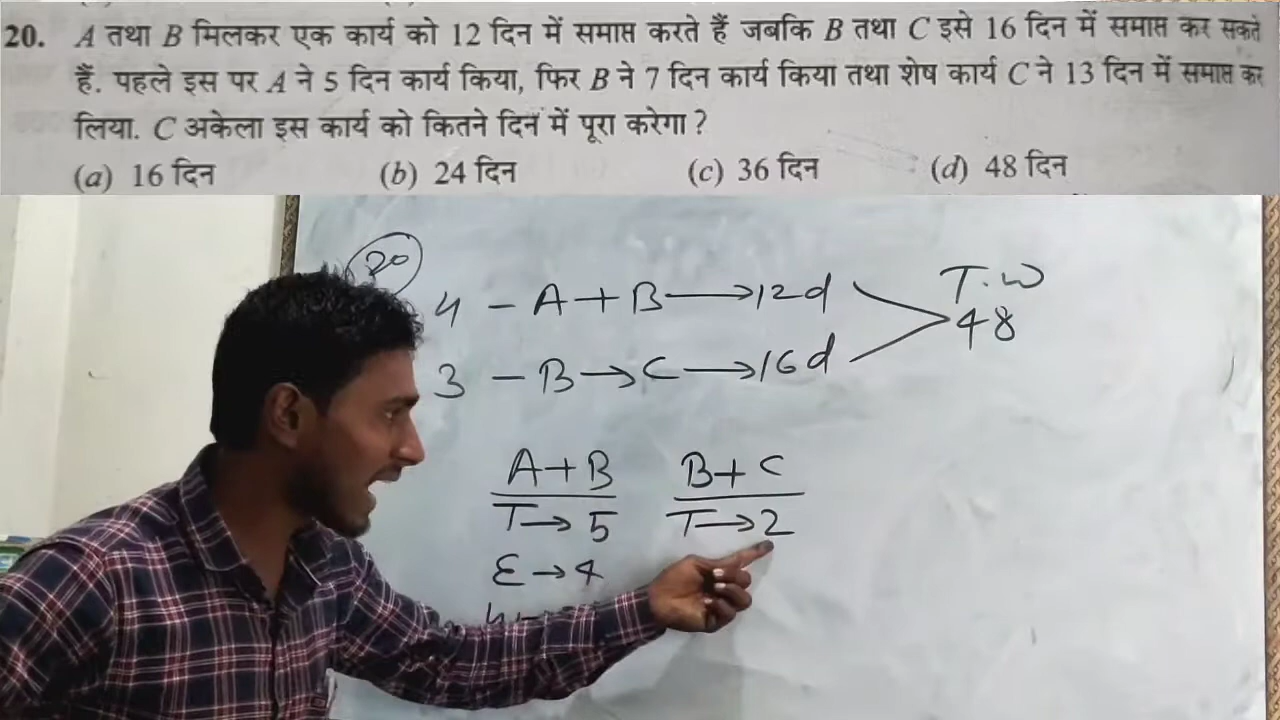 20. A तथा B मिलकर एक कार्य को 12 दिन में समाप्त करते हैं जबकि B तथा C इसे 16 दिन में समाप्त कर सकते
हैं. पहले इस पर A ने 5 दिन कार्य किया, फिर B ने 7 दिन कार्य किया तथा शेष कार्य C ने 13 दिन में समाप्त कर
लिया. C अकेला इस कार्य को कितने दिन में पूरा करेगा ?
(a) 16 दिन (b) 24 दिन (c) 36 दिन (d) 48 दिन
20
4 - A + B → 12d
T.W
48
3 - B → C → 16d
A+B B+C
T → 5 T → 2
E → 4